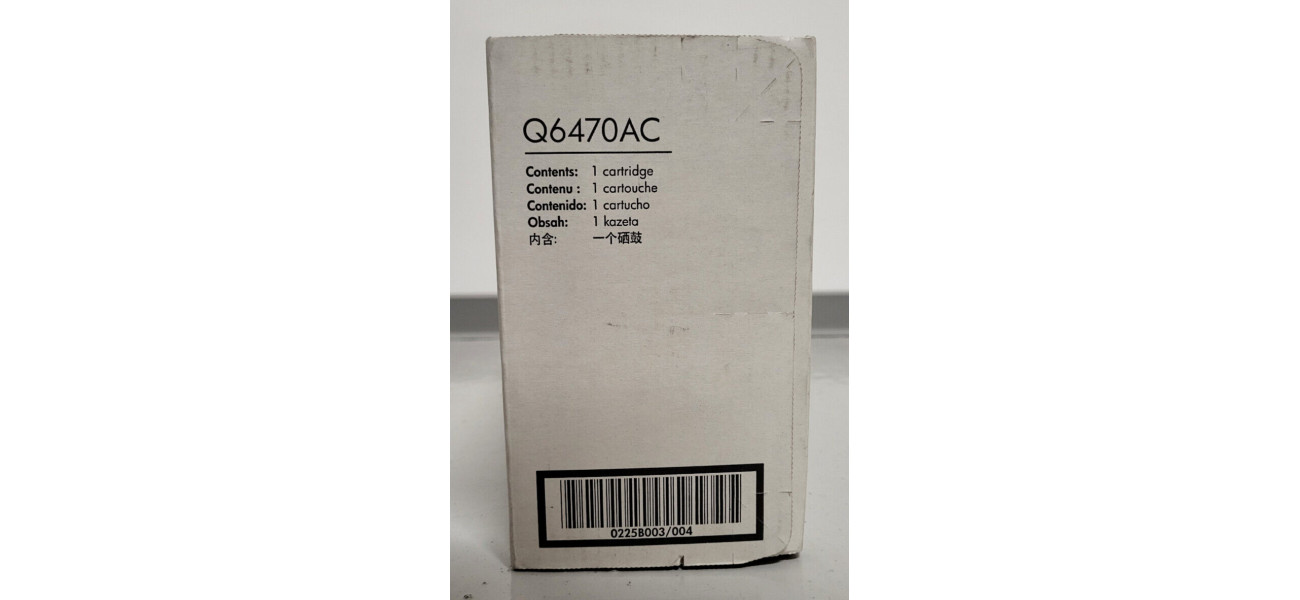 Q6470AC
Contents: 1 cartridge
Contenu : 1 cartouche
Contenido: 1 cartucho
Obsah: 1 kazeta
内含: 一个硒鼓
0225B003/004